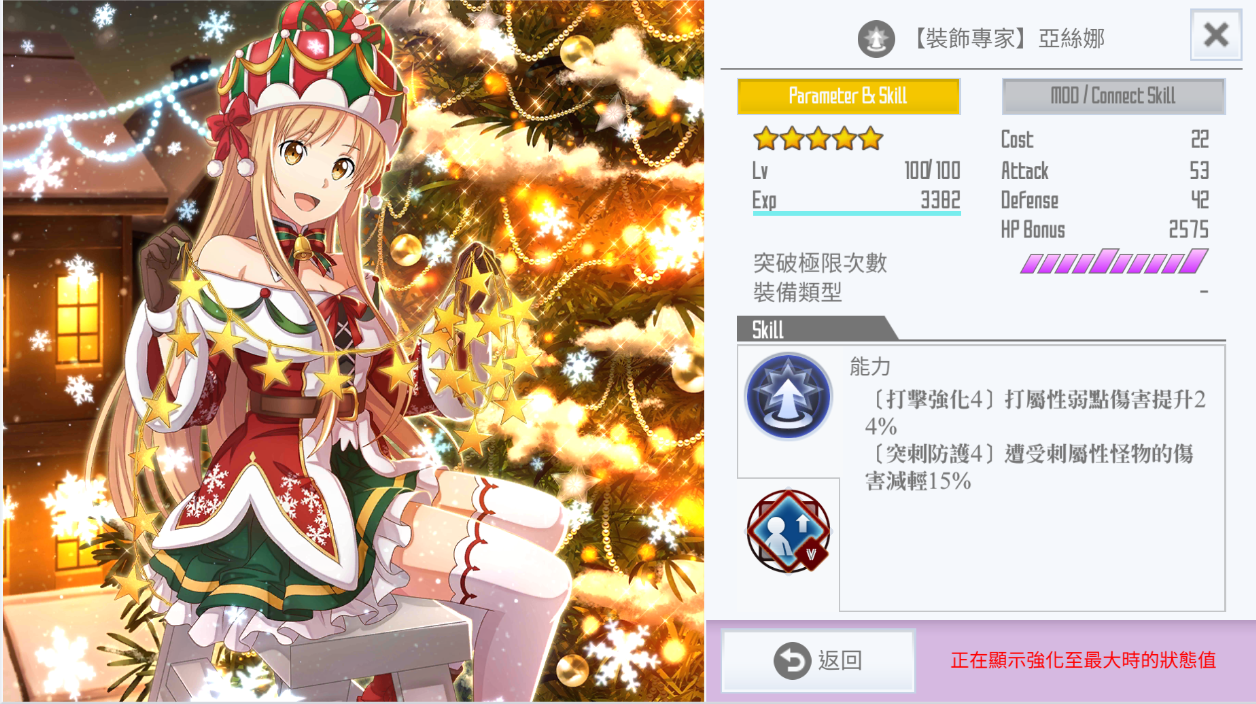 【裝飾專家】亞絲娜
Parameter & Skill
MOD / Connect Skill
Lv 100/100
Exp 3382
Cost 22
Attack 53
Defense 42
HP Bonus 2575
突破極限次數
裝備類型 -
Skill
能力
〔打擊強化4〕打屬性弱點傷害提升2
4%
〔突刺防護4〕遭受刺屬性怪物的傷
害減輕15%
V
返回
正在顯示強化至最大時的狀態值